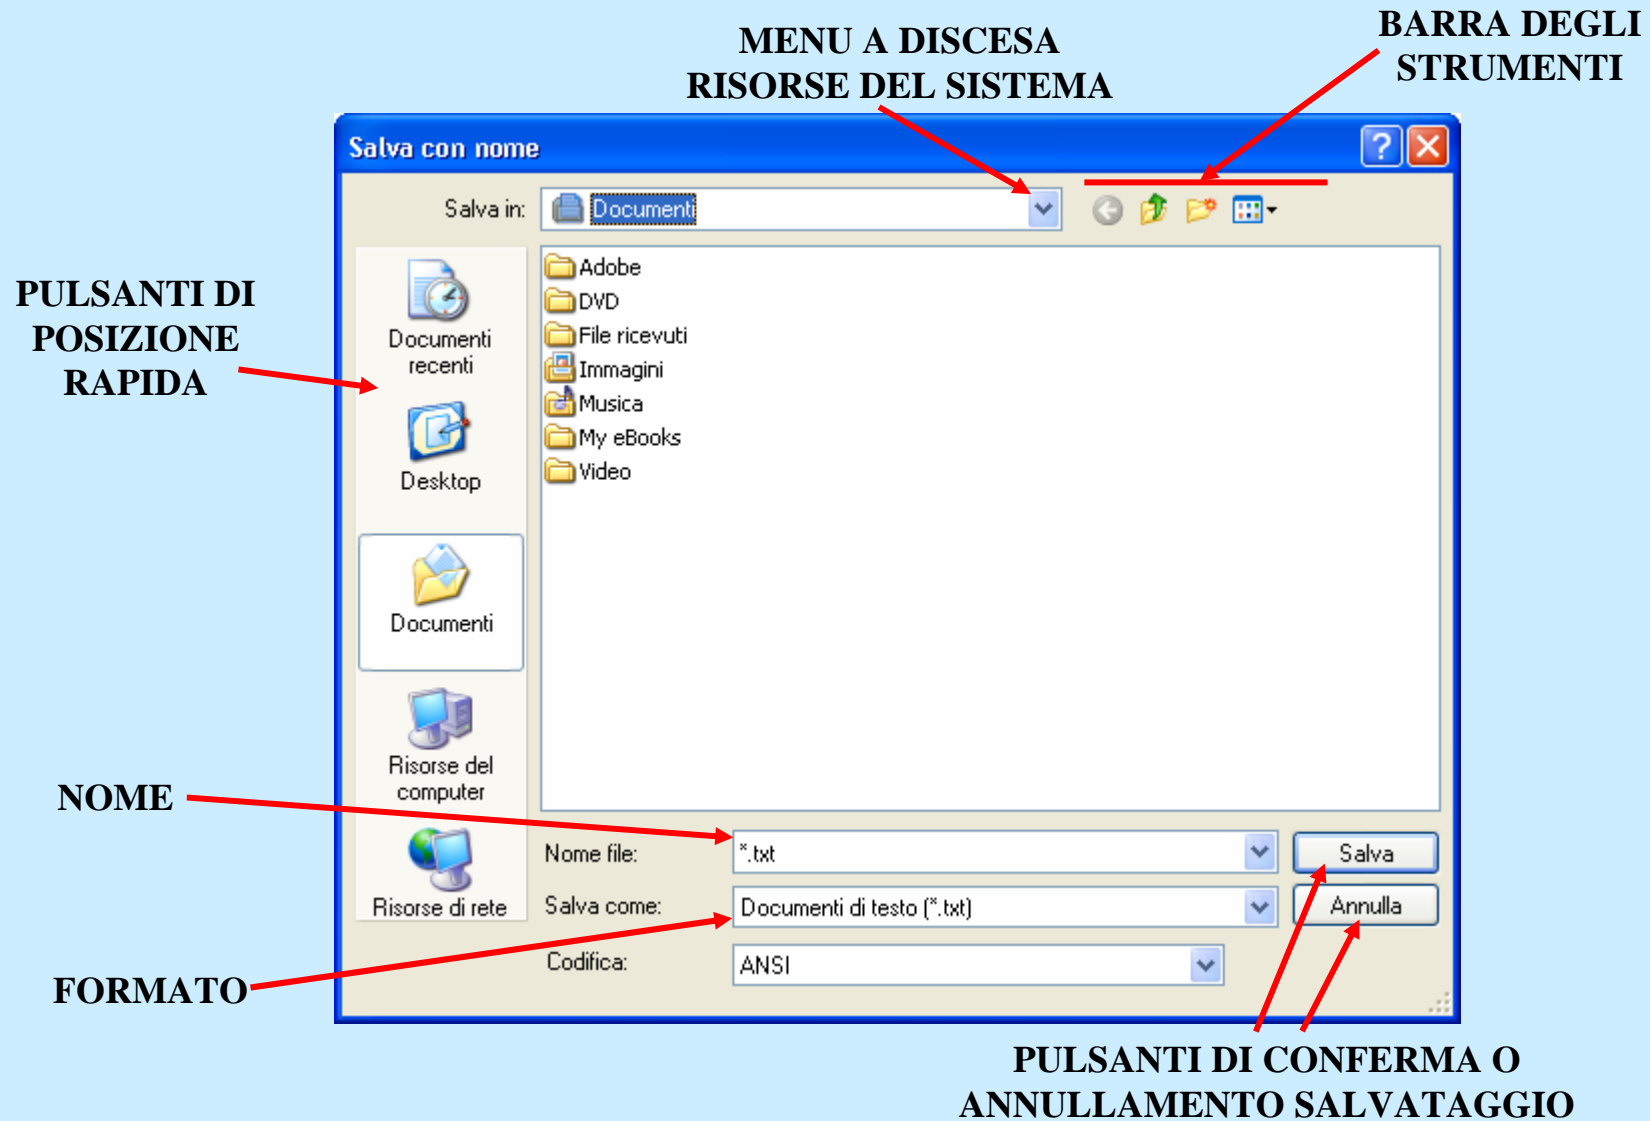 MENU A DISCESA
RISORSE DEL SISTEMA
BARRA DEGLI
STRUMENTI
Salva con nome
Salva in:
Documenti
PULSANTI DI
POSIZIONE
RAPIDA
Documenti
recenti
Desktop
Documenti
Risorse del
computer
Risorse di rete
Adobe
DVD
File ricevuti
Immagini
Musica
My eBooks
Video
NOME
Nome file:
*.txt
Salva
Salva come:
Documenti di testo (*.txt)
Annulla
Codifica:
ANSI
FORMATO
PULSANTI DI CONFERMA O
ANNULLAMENTO SALVATAGGIO